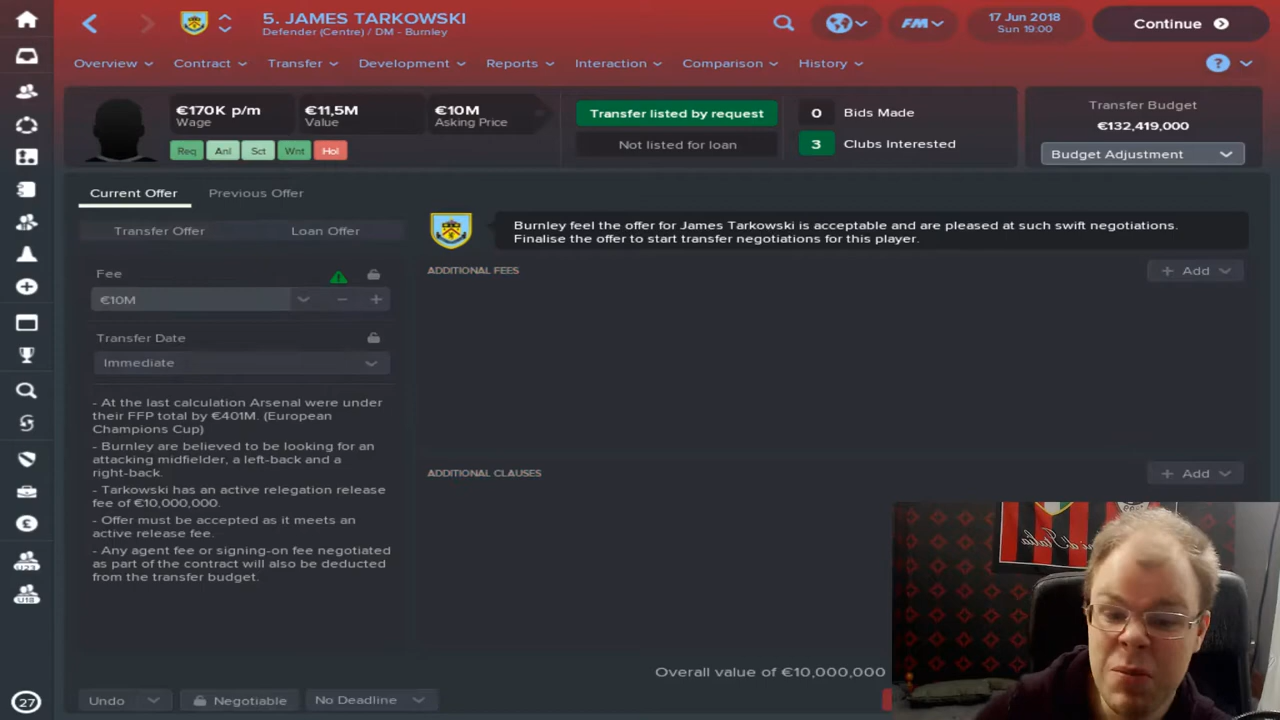 5. JAMES TARKOWSKI
Defender (Centre) / DM - Burnley
FM
17 Jun 2018
Sun 19:00
Continue
Overview
Contract
Transfer
Development
Reports
Interaction
Comparison
History
?
€170K p/m
Wage
€11,5M
Value
€10M
Asking Price
Req
Anl
Sct
Wnt
Hol
Transfer listed by request
Not listed for loan
0
Bids Made
3
Clubs Interested
Transfer Budget
€132,419,000
Budget Adjustment
Current Offer
Previous Offer
Transfer Offer
Loan Offer
Burnley feel the offer for James Tarkowski is acceptable and are pleased at such swift negotiations.
Finalise the offer to start transfer negotiations for this player.
Fee
€10M
ADDITIONAL FEES
+ Add
Transfer Date
Immediate
- At the last calculation Arsenal were under
their FFP total by €401M. (European
Champions Cup)
- Burnley are believed to be looking for an
attacking midfielder, a left-back and a
right-back.
- Tarkowski has an active relegation release
fee of €10,000,000.
- Offer must be accepted as it meets an
active release fee.
- Any agent fee or signing-on fee negotiated
as part of the contract will also be deducted
from the transfer budget.
ADDITIONAL CLAUSES
+ Add
U23
U18
27
Overall value of €10,000,000
Undo
Negotiable
No Deadline